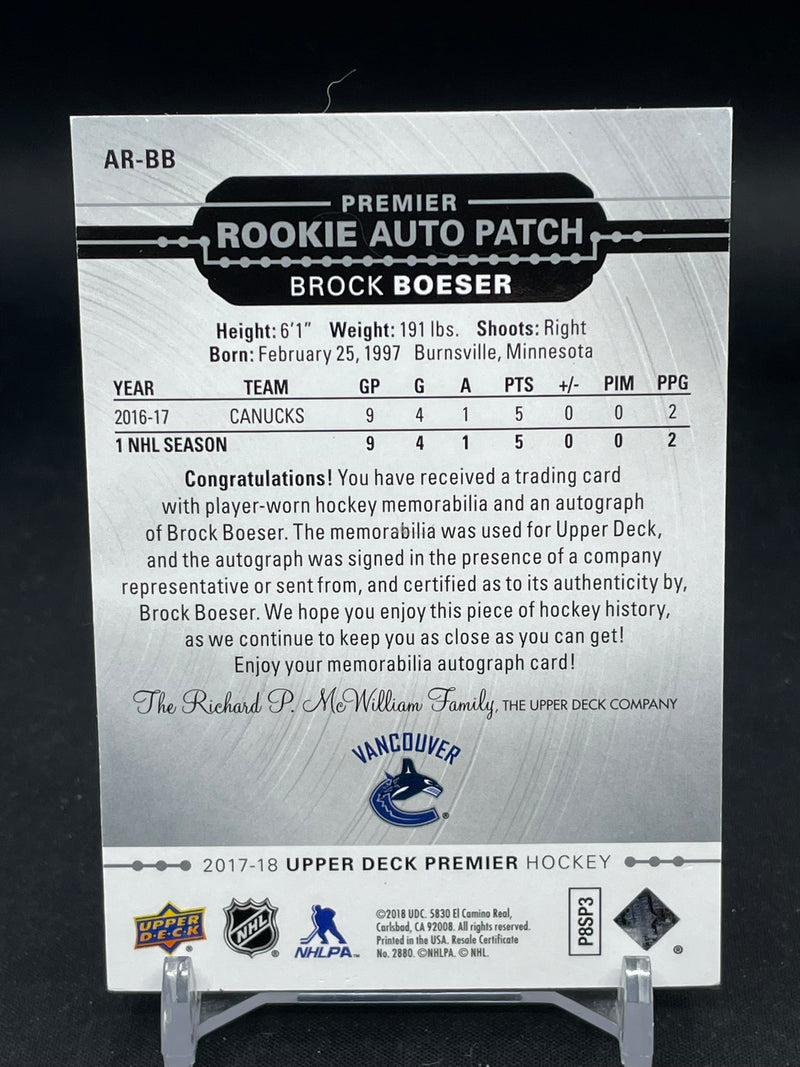 AR-BB
PREMIER
ROOKIE AUTO PATCH
BROCK BOESER
Height: 6'1" Weight: 191 lbs. Shoots: Right
Born: February 25, 1997 Burnsville, Minnesota
YEAR TEAM GP G A PTS +/- PIM PPG
2016-17 CANUCKS 9 4 1 5 0 0 2
1 NHL SEASON 9 4 1 5 0 0 2
Congratulations! You have received a trading card
with player-worn hockey memorabilia and an autograph
of Brock Boeser. The memorabilia was used for Upper Deck,
and the autograph was signed in the presence of a company
representative or sent from, and certified as to its authenticity by,
Brock Boeser. We hope you enjoy this piece of hockey history,
as we continue to keep you as close as you can get!
Enjoy your memorabilia autograph card!
The Richard P. McWilliam Family, THE UPPER DECK COMPANY
VANCOUVER
®
2017-18 UPPER DECK PREMIER HOCKEY
UPPER D·E·C·K ®
NHL ®
NHLPA™
©2018 UDC. 5830 El Camino Real,
Carlsbad, CA 92008. All rights reserved.
Printed in the USA. Resale Certificate
No. 2880. ©NHLPA. © NHL.
P8SP3
®